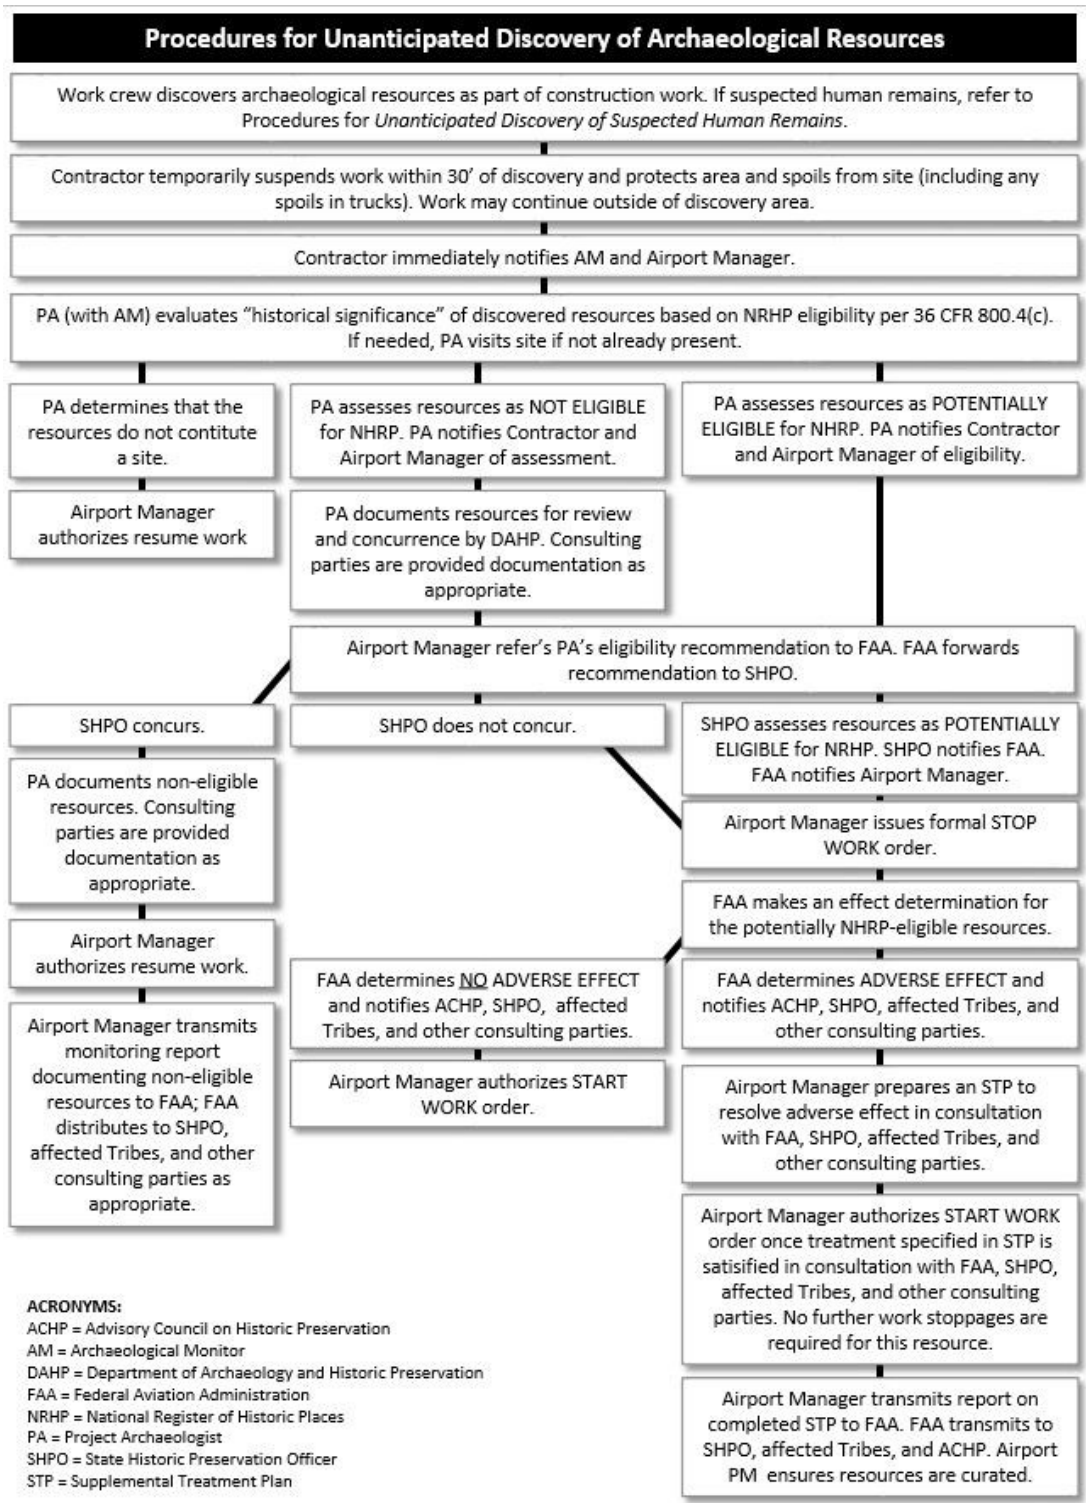 Procedures for Unanticipated Discovery of Archaeological Resources
Work crew discovers archaeological resources as part of construction work. If suspected human remains, refer to
Procedures for Unanticipated Discovery of Suspected Human Remains.
Contractor temporarily suspends work within 30’ of discovery and protects area and spoils from site (including any
spoils in trucks). Work may continue outside of discovery area.
Contractor immediately notifies AM and Airport Manager.
PA (with AM) evaluates “historical significance” of discovered resources based on NRHP eligibility per 36 CFR 800.4(c).
If needed, PA visits site if not already present.
PA determines that the
resources do not contitute
a site.
Airport Manager
authorizes resume work
PA assesses resources as NOT ELIGIBLE
for NHRP. PA notifies Contractor and
Airport Manager of assessment.
PA documents resources for review
and concurrence by DAHP. Consulting
parties are provided documentation as
appropriate.
PA assesses resources as POTENTIALLY
ELIGIBLE for NHRP. PA notifies Contractor
and Airport Manager of eligibility.
Airport Manager refer’s PA’s eligibility recommendation to FAA. FAA forwards
recommendation to SHPO.
SHPO concurs.
PA documents non-eligible
resources. Consulting
parties are provided
documentation as
appropriate.
Airport Manager
authorizes resume work.
Airport Manager transmits
monitoring report
documenting non-eligible
resources to FAA; FAA
distributes to SHPO,
affected Tribes, and other
consulting parties as
appropriate.
SHPO does not concur.
SHPO assesses resources as POTENTIALLY
ELIGIBLE for NRHP. SHPO notifies FAA.
FAA notifies Airport Manager.
Airport Manager issues formal STOP
WORK order.
FAA makes an effect determination for
the potentially NHRP-eligible resources.
FAA determines NO ADVERSE EFFECT
and notifies ACHP, SHPO, affected
Tribes, and other consulting parties.
Airport Manager authorizes START
WORK order.
FAA determines ADVERSE EFFECT and
notifies ACHP, SHPO, affected Tribes, and
other consulting parties.
Airport Manager prepares an STP to
resolve adverse effect in consultation
with FAA, SHPO, affected Tribes, and
other consulting parties.
Airport Manager authorizes START WORK
order once treatment specified in STP is
satisified in consultation with FAA, SHPO,
affected Tribes, and other consulting
parties. No further work stoppages are
required for this resource.
Airport Manager transmits report on
completed STP to FAA. FAA transmits to
SHPO, affected Tribes, and ACHP. Airport
PM ensures resources are curated.
ACRONYMS:
ACHP = Advisory Council on Historic Preservation
AM = Archaeological Monitor
DAHP = Department of Archaeology and Historic Preservation
FAA = Federal Aviation Administration
NRHP = National Register of Historic Places
PA = Project Archaeologist
SHPO = State Historic Preservation Officer
STP = Supplemental Treatment Plan